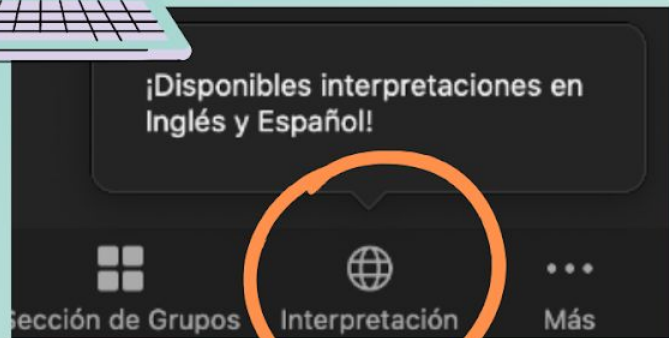 ¡Disponibles interpretaciones en
Inglés y Español!
Sección de Grupos Interpretación Más